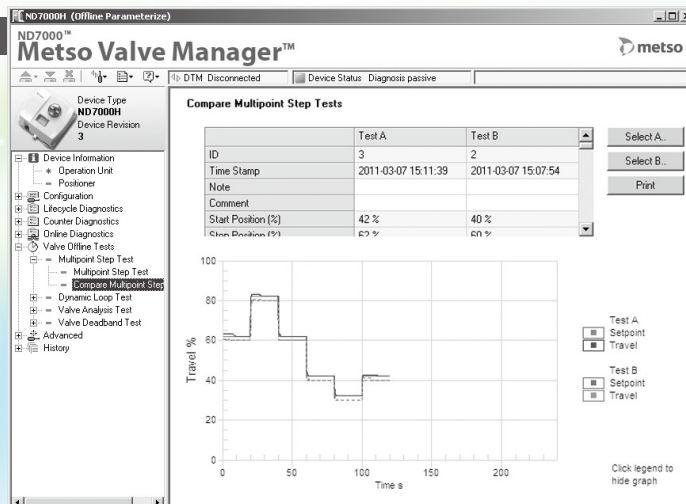 ND7000H (Offline Parameterize)
ND7000™
Metso Valve Manager™
metso
DTM Disconnected
Device Status Diagnosis passive
Device Type
ND7000H
Device Revision
3
Device Information
Operation Unit
Positioner
Configuration
Lifecycle Diagnostics
Counter Diagnostics
Online Diagnostics
Valve Offline Tests
Multipoint Step Test
Multipoint Step Test
Compare Multipoint Step
Dynamic Loop Test
Valve Analysis Test
Valve Deadband Test
Advanced
History
Compare Multipoint Step Tests
Test A Test B
ID 3 2
Time Stamp 2011-03-07 15:11:39 2011-03-07 15:07:54
Note
Comment
Start Position (%) 42 % 40 %
Stop Position (%) 62 % 60 %
Select A..
Select B..
Print
100
80
60
40
20
0
Travel %
0 50 100 150 200
Time s
Test A
Setpoint
Travel
Test B
Setpoint
Travel
Click legend to
hide graph